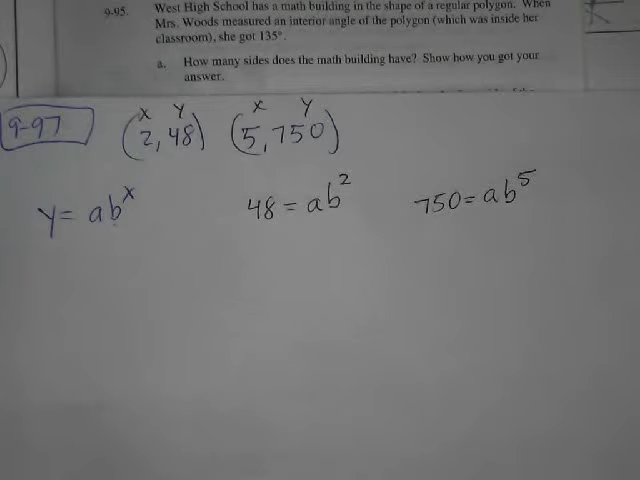 9-95. West High School has a math building in the shape of a regular polygon. When
Mrs. Woods measured an interior angle of the polygon (which was inside her
classroom), she got 135°.
a. How many sides does the math building have? Show how you got your
answer.
9-97
x y x y
(2, 48) (5, 750)
y = ab^x 48 = ab^2 750 = ab^5